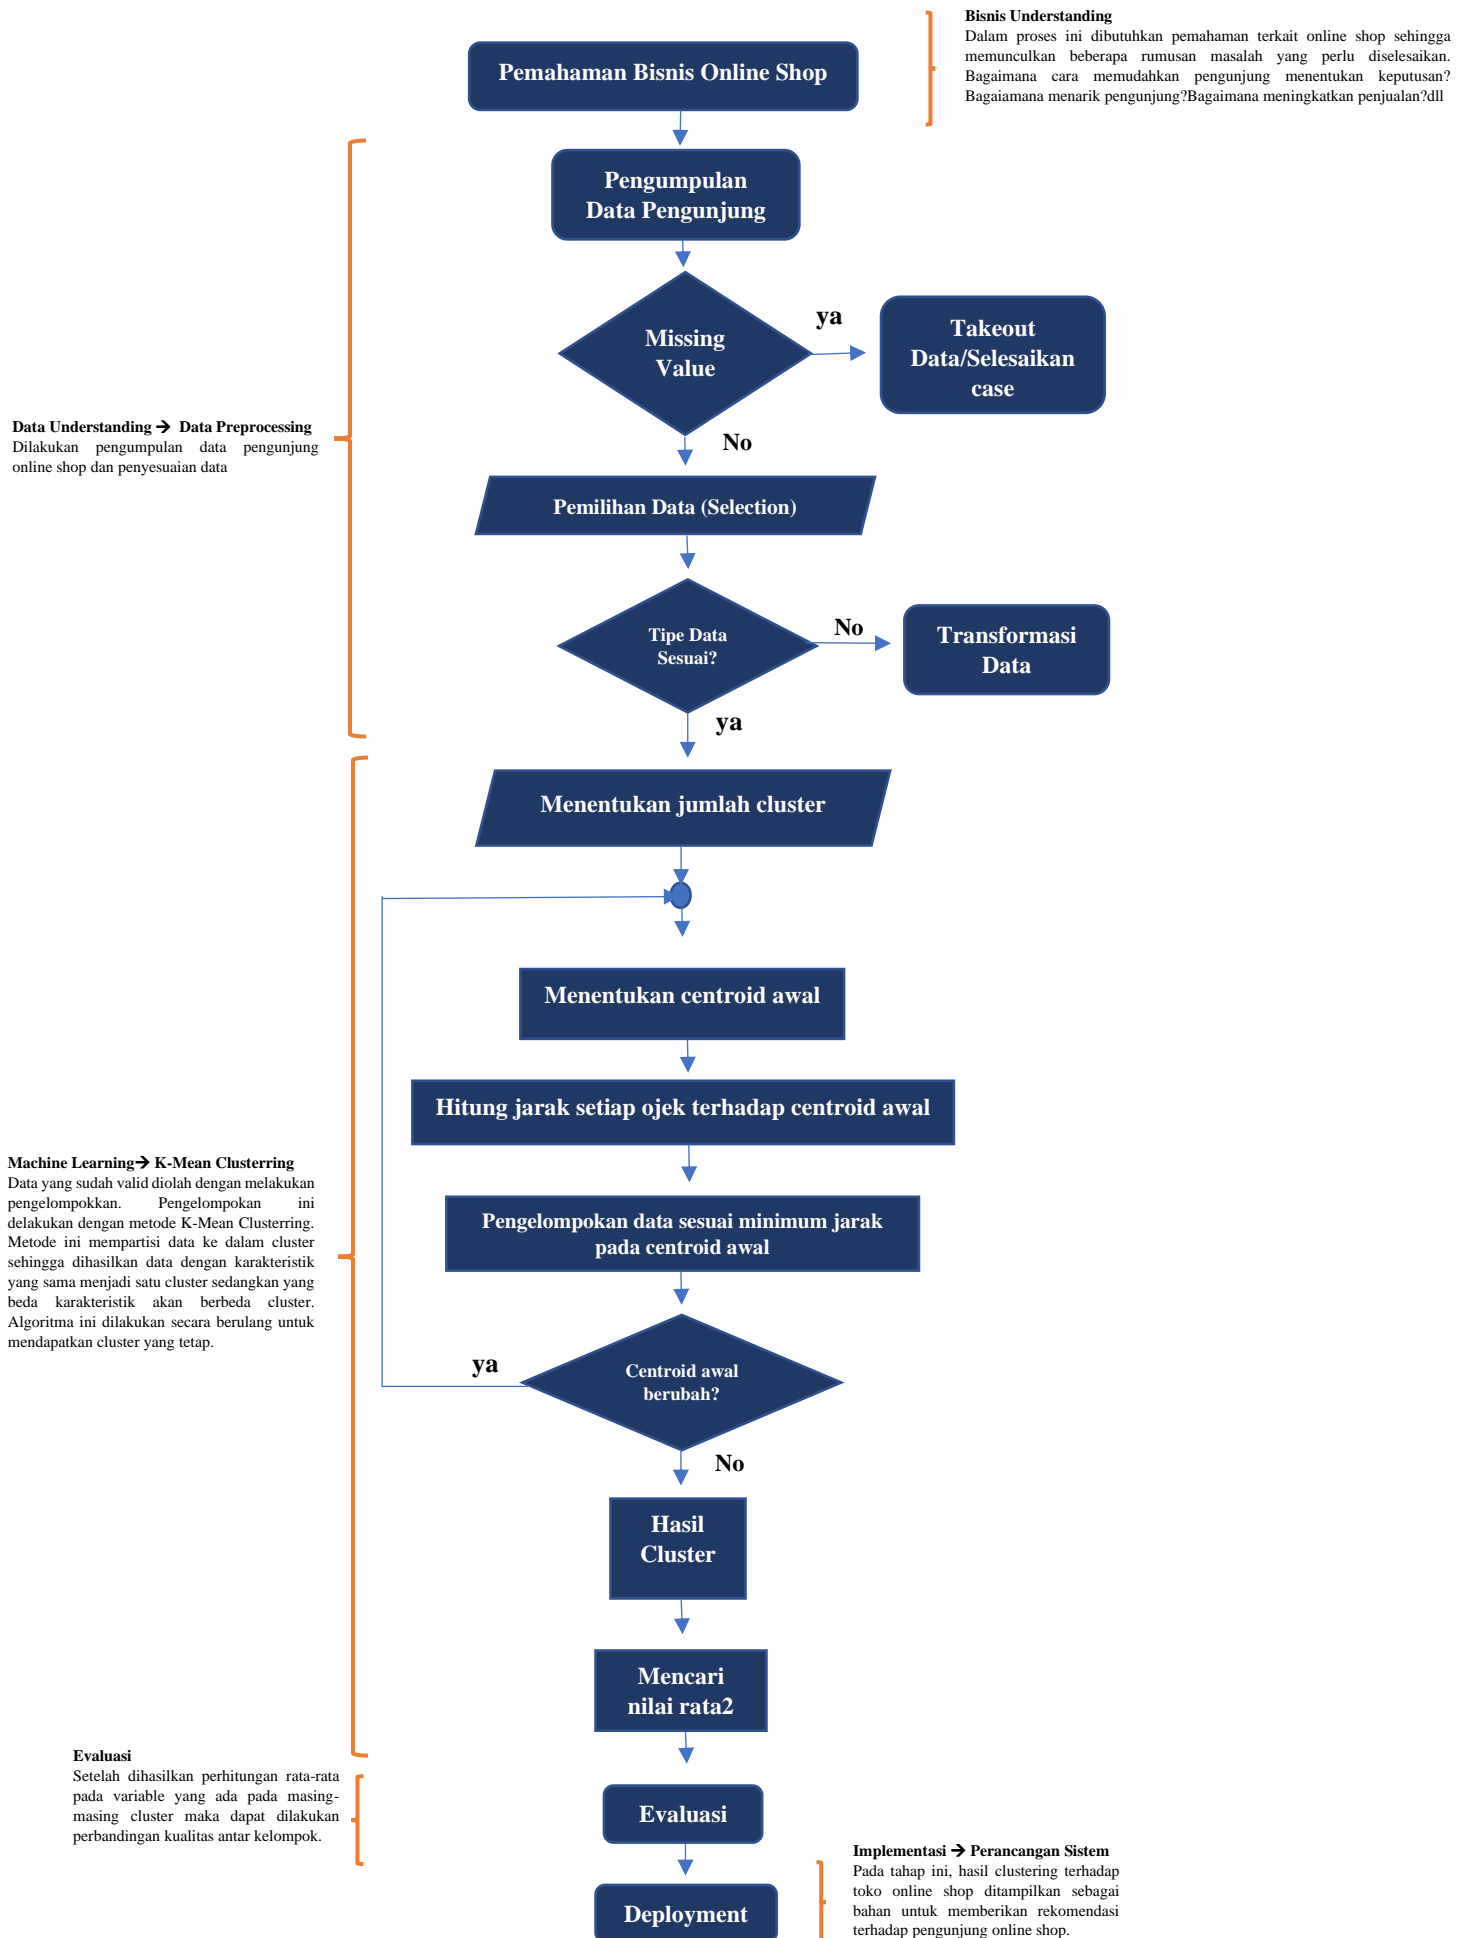 Bisnis Understanding
Dalam proses ini dibutuhkan pemahaman terkait online shop sehingga
memunculkan beberapa rumusan masalah yang perlu diselesaikan.
Bagaimana cara memudahkan pengunjung menentukan keputusan?
Bagaiamana menarik pengunjung?Bagaimana meningkatkan penjualan?dll
Pemahaman Bisnis Online Shop
Pengumpulan
Data Pengunjung
Missing
Value
ya
Takeout
Data/Selesaikan
case
No
Data Understanding → Data Preprocessing
Dilakukan pengumpulan data pengunjung
online shop dan penyesuaian data
Pemilihan Data (Selection)
Tipe Data
Sesuai?
No
Transformasi
Data
ya
Menentukan jumlah cluster
Menentukan centroid awal
Hitung jarak setiap ojek terhadap centroid awal
Machine Learning→ K-Mean Clusterring
Data yang sudah valid diolah dengan melakukan
pengelompokkan. Pengelompokan ini
delakukan dengan metode K-Mean Clusterring.
Metode ini mempartisi data ke dalam cluster
sehingga dihasilkan data dengan karakteristik
yang sama menjadi satu cluster sedangkan yang
beda karakteristik akan berbeda cluster.
Algoritma ini dilakukan secara berulang untuk
mendapatkan cluster yang tetap.
Pengelompokan data sesuai minimum jarak
pada centroid awal
ya
Centroid awal
berubah?
No
Hasil
Cluster
Mencari
nilai rata2
Evaluasi
Setelah dihasilkan perhitungan rata-rata
pada variable yang ada pada masing-
masing cluster maka dapat dilakukan
perbandingan kualitas antar kelompok.
Evaluasi
Deployment
Implementasi → Perancangan Sistem
Pada tahap ini, hasil clustering terhadap
toko online shop ditampilkan sebagai
bahan untuk memberikan rekomendasi
terhadap pengunjung online shop.